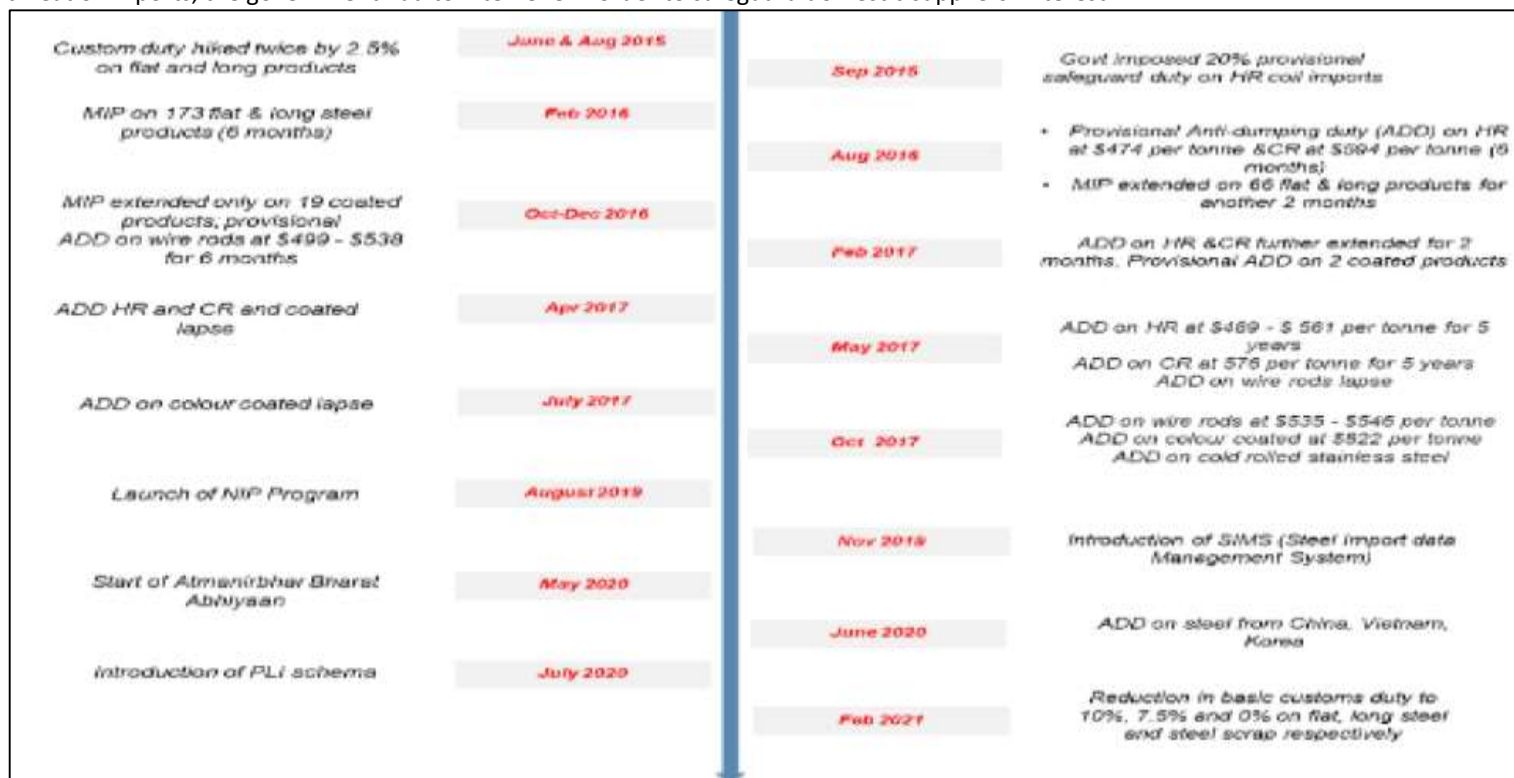 June & Aug 2015
Custom duty hiked twice by 2.5%
on flat and long products
Sep 2015
Govt imposed 20% provisional
safeguard duty on HR coil imports
Feb 2016
MIP on 173 flat & long steel
products (6 months)
Aug 2016
• Provisional Anti-dumping duty (ADD) on HR
at $474 per tonne &CR at $594 per tonne (6
months)
• MIP extended on 66 flat & long products for
another 2 months
Oct-Dec 2016
MIP extended only on 19 coated
products; provisional
ADD on wire rods at $499 - $538
for 6 months
Feb 2017
ADD on HR &CR further extended for 2
months. Provisional ADD on 2 coated products
Apr 2017
ADD HR and CR and coated
lapse
May 2017
ADD on HR at $489 - $ 561 per tonne for 5
years
ADD on CR at 576 per tonne for 5 years
ADD on wire rods lapse
July 2017
ADD on colour coated lapse
Oct 2017
ADD on wire rods at $535 - $546 per tonne
ADD on colour coated at $822 per tonne
ADD on cold rolled stainless steel
August 2019
Launch of NIP Program
Nov 2019
Introduction of SIMS (Steel Import data
Management System)
May 2020
Start of Atmanirbhar Bharat
Abhiyaan
June 2020
ADD on steel from China, Vietnam,
Korea
July 2020
Introduction of PLI schema
Feb 2021
Reduction in basic customs duty to
10%, 7.5% and 0% on flat, long steel
and steel scrap respectively